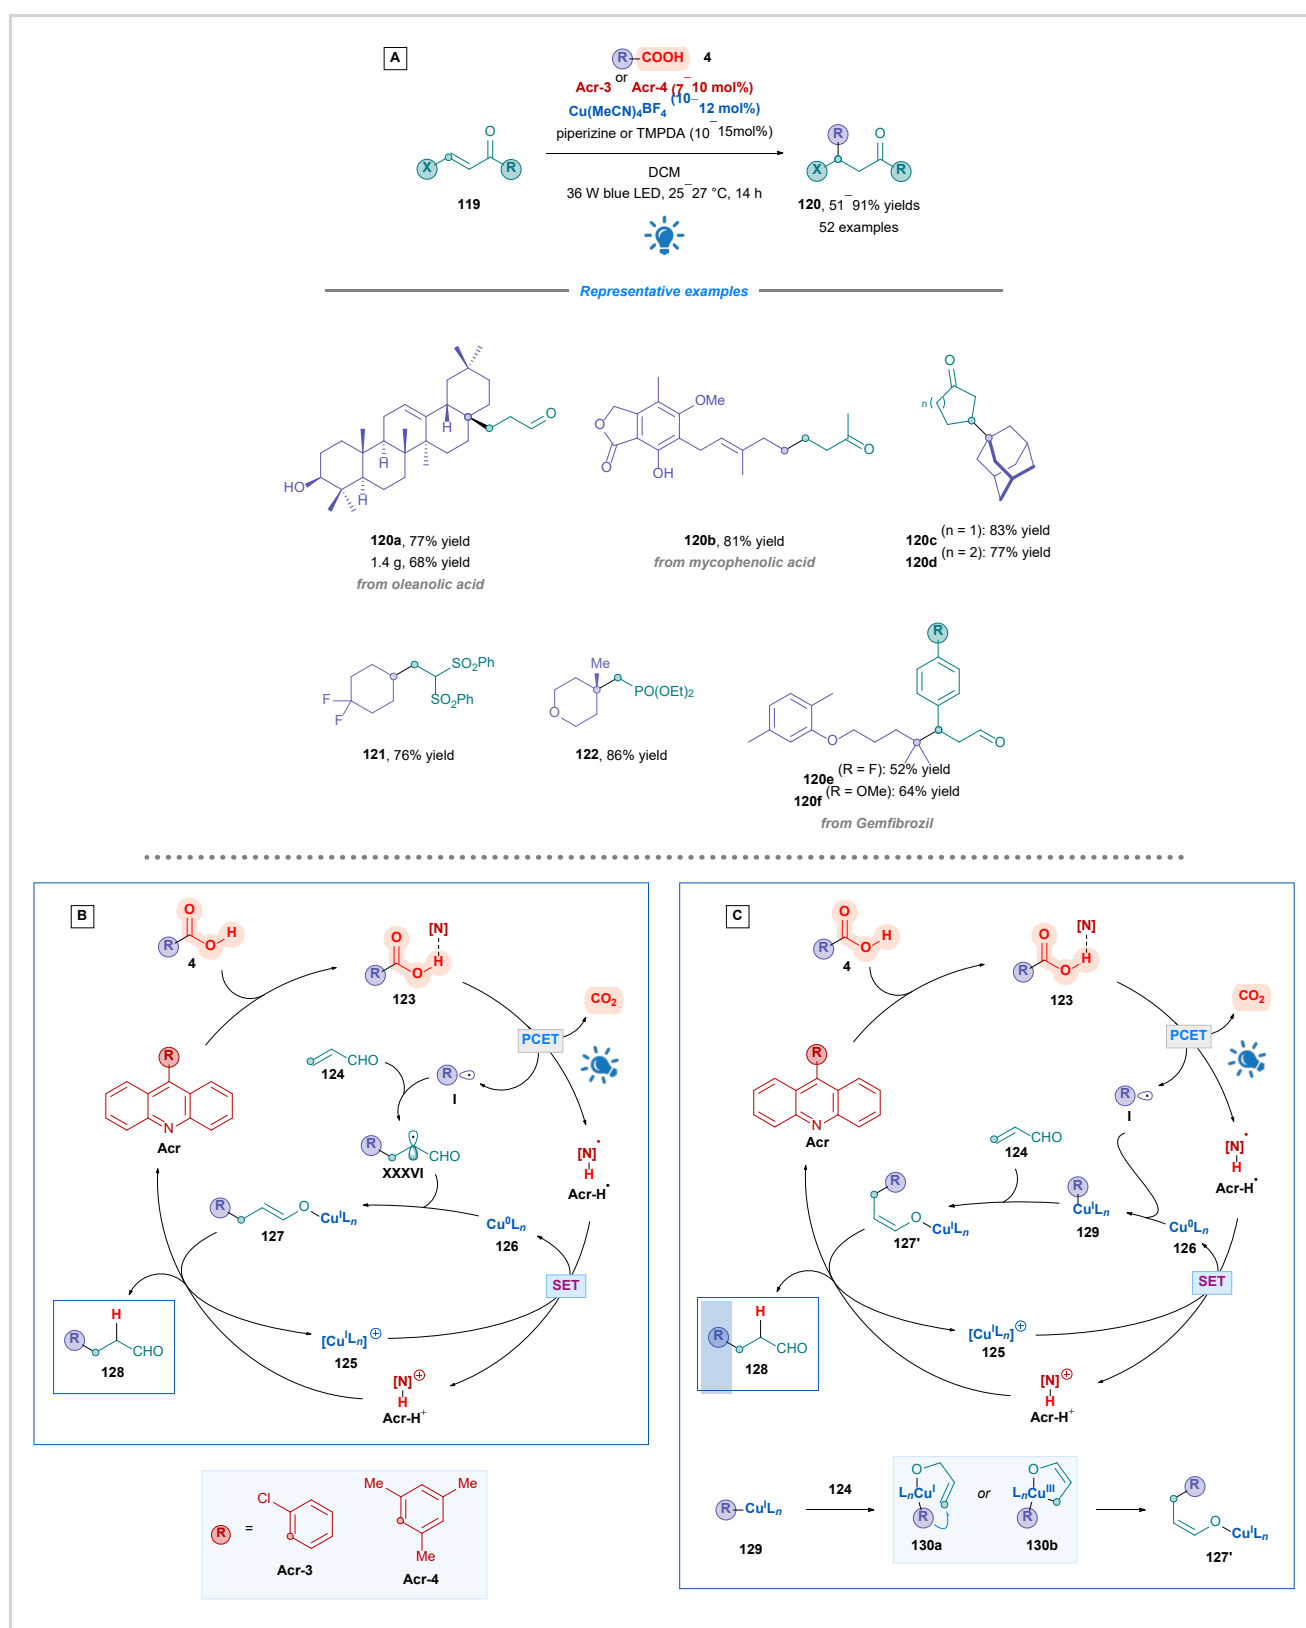 A
R COOH 4
or
Acr-3 Acr-4 (7–10 mol%)
Cu(MeCN)4BF4 (10–12 mol%)
piperizine or TMPDA (10–15mol%)
DCM
36 W blue LED, 25–27 °C, 14 h
X O R
119
R O X R
120, 51–91% yields
52 examples
Representative examples
HO H H H O
120a, 77% yield
1.4 g, 68% yield
from oleanolic acid
O O OMe OH O
120b, 81% yield
from mycophenolic acid
O n( )
120c (n = 1): 83% yield
120d (n = 2): 77% yield
F F SO2Ph SO2Ph
121, 76% yield
Me O PO(OEt)2
122, 86% yield
R O O
120e (R = F): 52% yield
120f (R = OMe): 64% yield
from Gemfibrozil
B
R O O H
4
[N]
R O O H
123
CO2
PCET
CHO
124
R •
I
R N
Acr
R CHO
XXXVI
[N]•
H
Acr-H•
R O CuILn
127
Cu0Ln
126
SET
H
R CHO
128
[CuILn]⊕
125
[N]⊕
H
Acr-H+
R =
Cl
Acr-3
Me Me Me
Acr-4
C
R O O H
4
[N]
R O O H
123
CO2
PCET
R •
I
R N
Acr
CHO
124
[N]•
H
Acr-H•
R O CuILn
127'
R
CuILn
129
Cu0Ln
126
SET
H
R CHO
128
[CuILn]⊕
125
[N]⊕
H
Acr-H+
R CuILn
129
124
O LnCuI R
130a
or
O LnCuIII R
130b
R O CuILn
127'